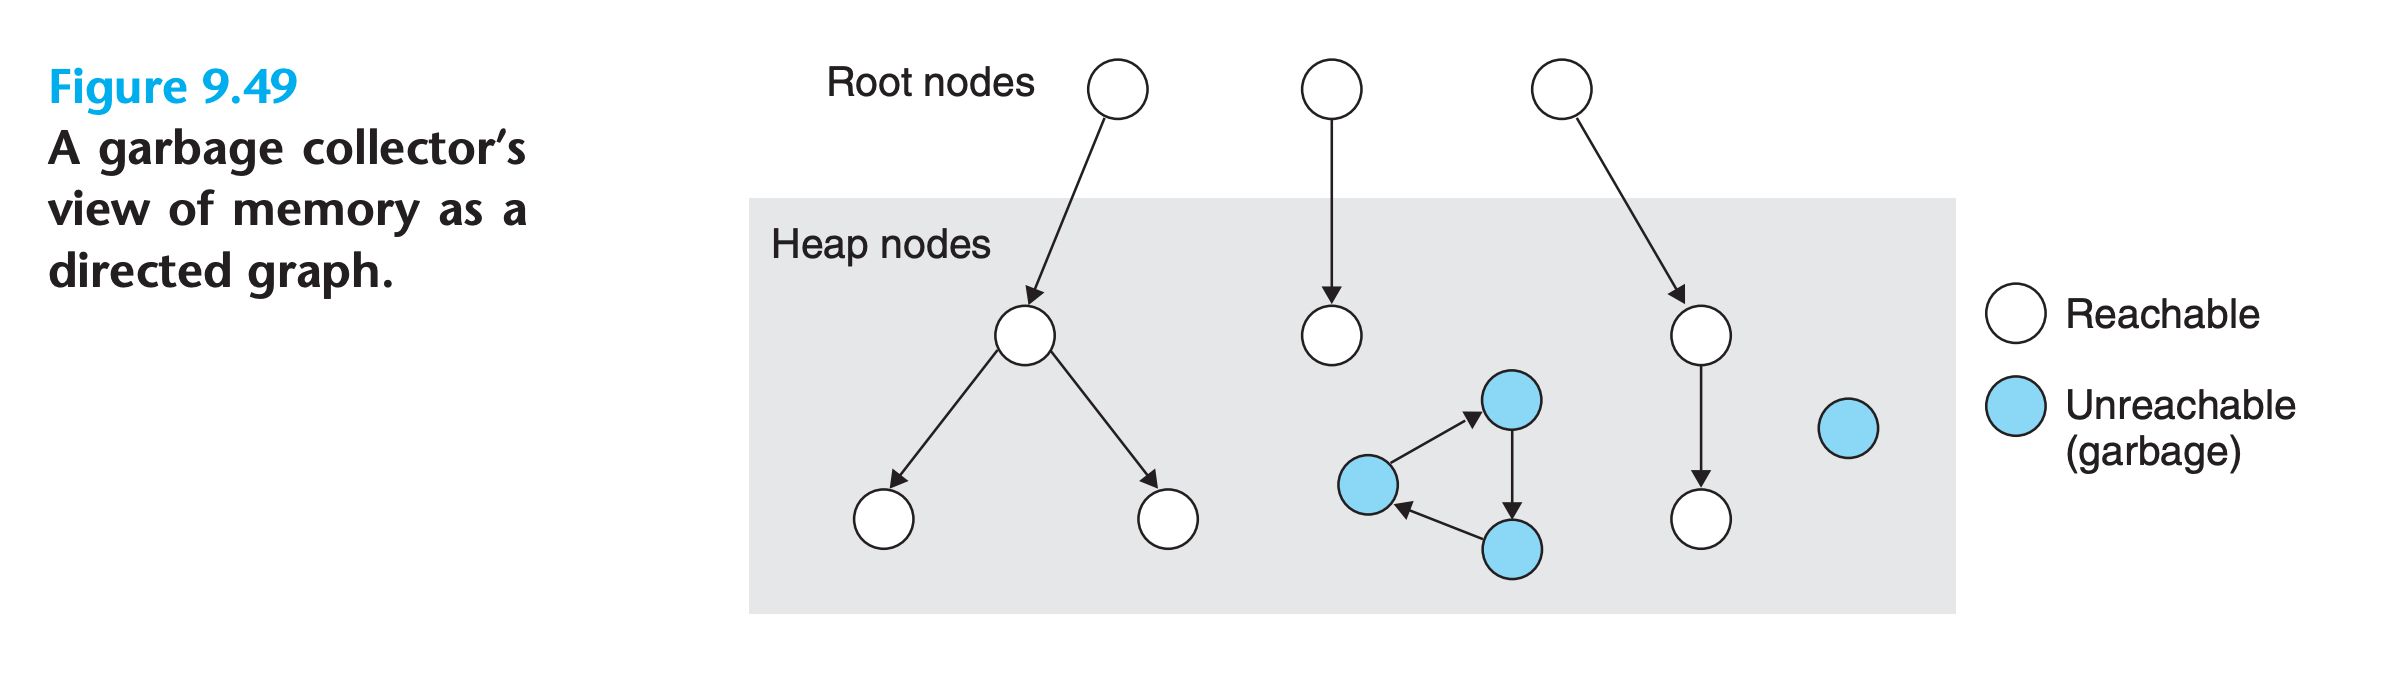 Figure 9.49
A garbage collector’s
view of memory as a
directed graph.
Root nodes
Heap nodes
Reachable
Unreachable
(garbage)